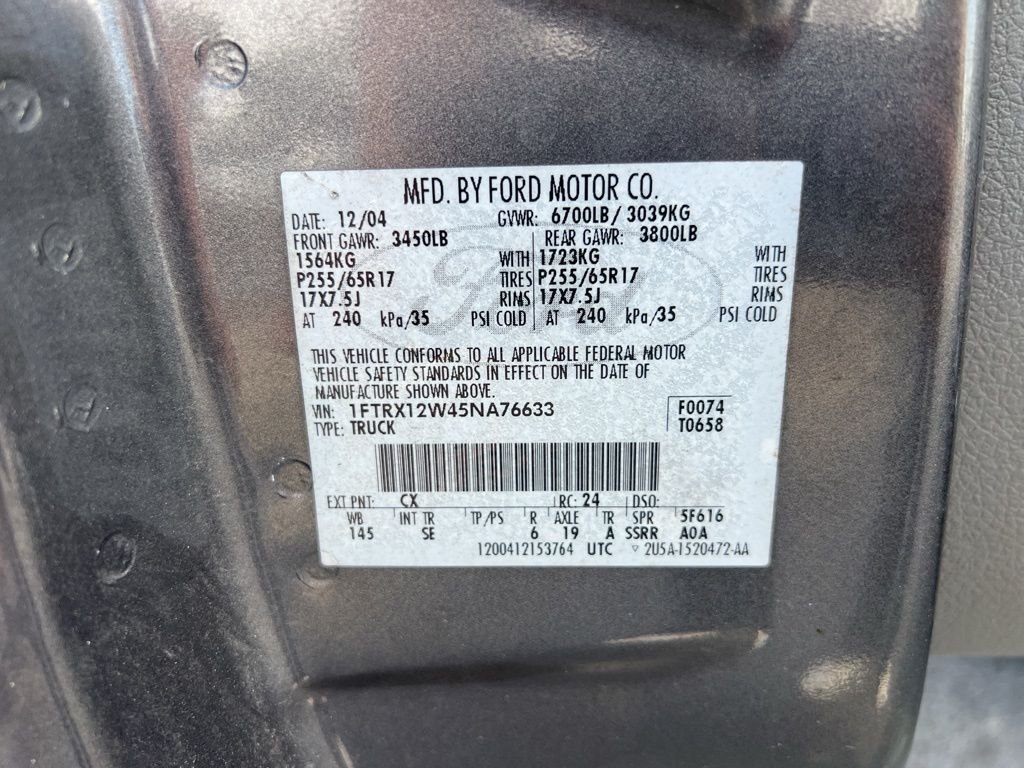 MFD. BY FORD MOTOR CO.
DATE: 12/04 GVWR: 6700LB/ 3039KG
FRONT GAWR: 3450LB REAR GAWR: 3800LB
1564KG WITH 1723KG WITH
P255/65R17 TIRES P255/65R17 TIRES
17X7.5J RIMS 17X7.5J RIMS
AT 240 kPa/35 PSI COLD AT 240 kPa/35 PSI COLD
Ford
THIS VEHICLE CONFORMS TO ALL APPLICABLE FEDERAL MOTOR
VEHICLE SAFETY STANDARDS IN EFFECT ON THE DATE OF
MANUFACTURE SHOWN ABOVE.
VIN: 1FTRX12W45NA76633 F0074
TYPE: TRUCK T0658
EXT PNT: CX RC: 24 DSO:
WB INT TR TP/PS R AXLE TR SPR 5F616
145 SE 6 19 A SSRR A0A
1200412153764 UTC ▽ 2U5A-1520472-AA